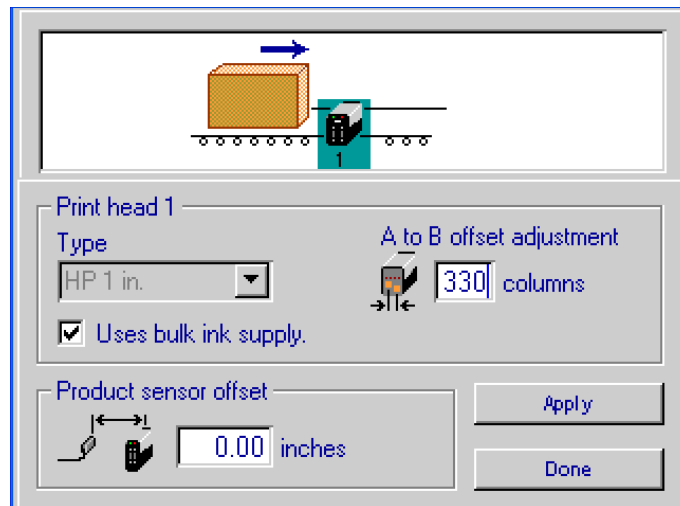 1
Print head 1
Type
A to B offset adjustment
HP 1 in.
330 columns
Uses bulk ink supply.
Product sensor offset
0.00 inches
Apply
Done